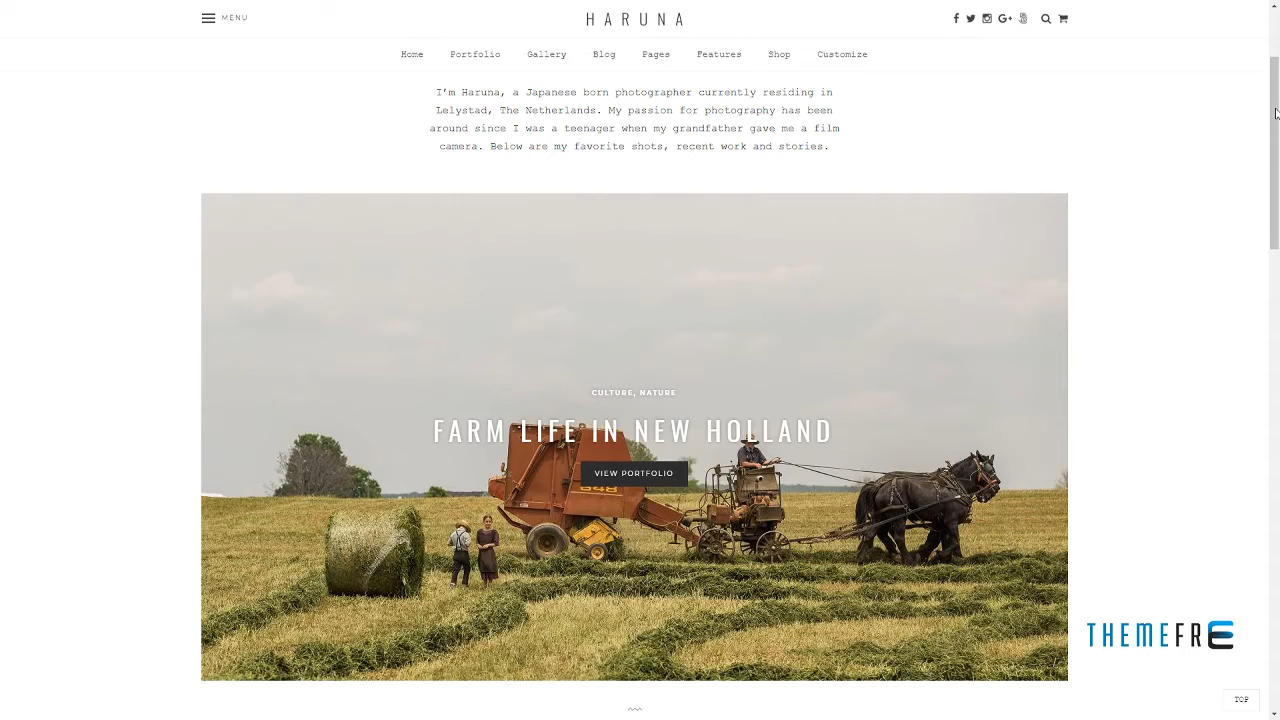 MENU
HARUNA
Home Portfolio Gallery Blog Pages Features Shop Customize
I'm Haruna, a Japanese born photographer currently residing in
Lelystad, The Netherlands. My passion for photography has been
around since I was a teenager when my grandfather gave me a film
camera. Below are my favorite shots, recent work and stories.
CULTURE, NATURE
FARM LIFE IN NEW HOLLAND
VIEW PORTFOLIO
THEMEFRE
TOP